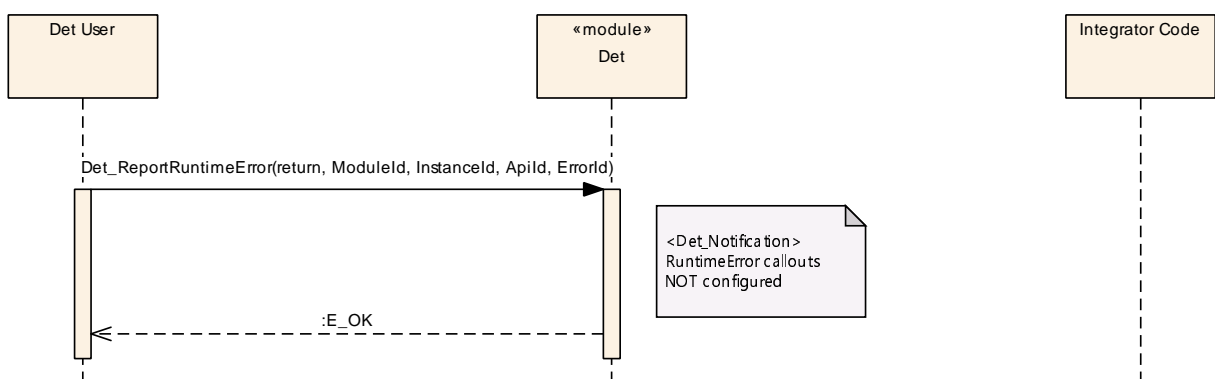 Det User
«module»
Det
Integrator Code
Det_ReportRuntimeError(return, ModuleId, InstanceId, ApiId, ErrorId)
<Det_Notification>
RuntimeError callouts
NOT configured
:E_OK